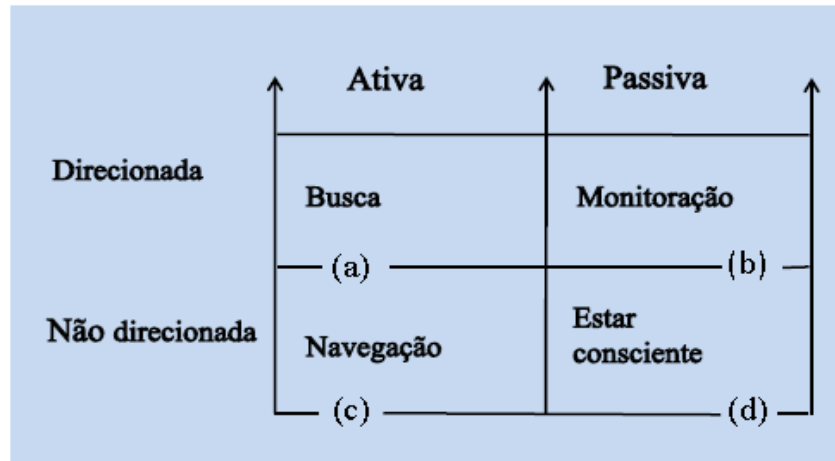 Ativa Passiva
Direcionada
Busca Monitoração
(a) (b)
Não direcionada
Navegação
Estar
consciente
(c) (d)